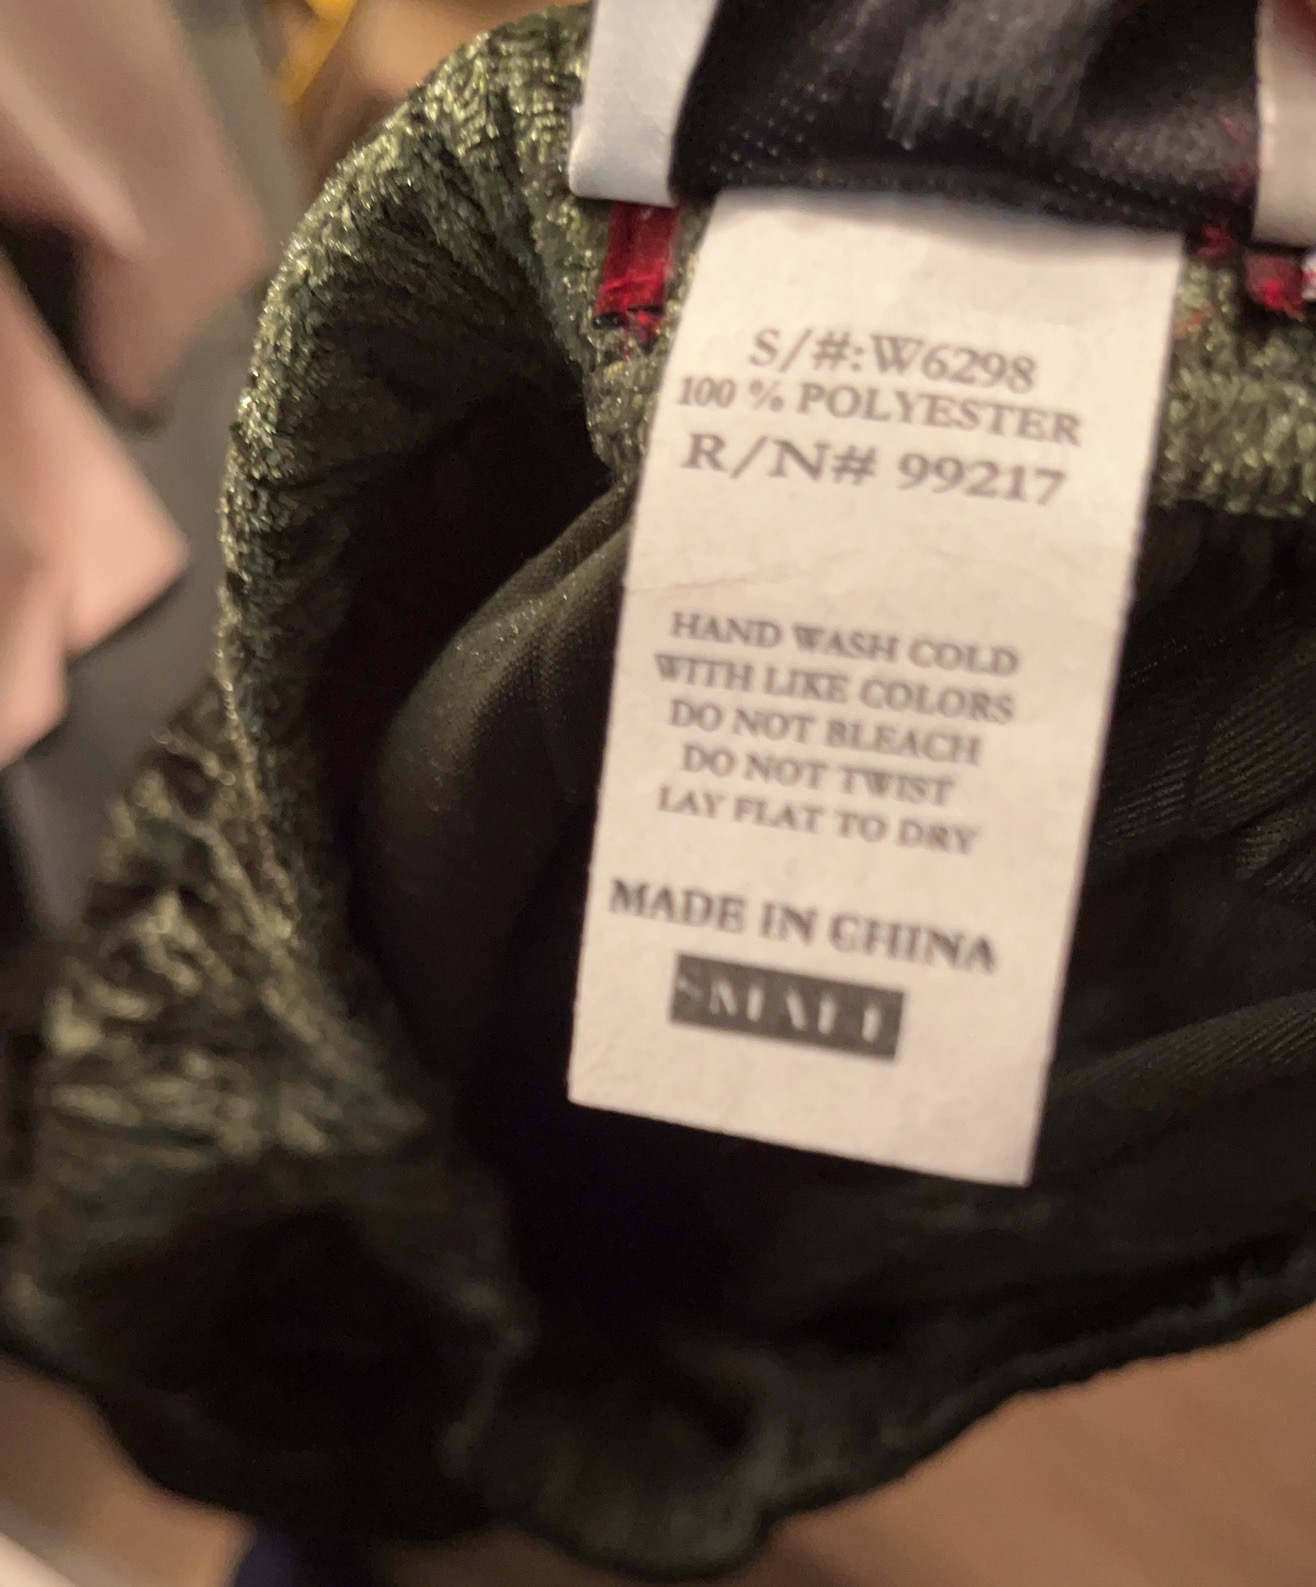 S/#:W6298
100 % POLYESTER
R/N# 99217
HAND WASH COLD
WITH LIKE COLORS
DO NOT BLEACH
DO NOT TWIST
LAY FLAT TO DRY
MADE IN CHINA
SMALL